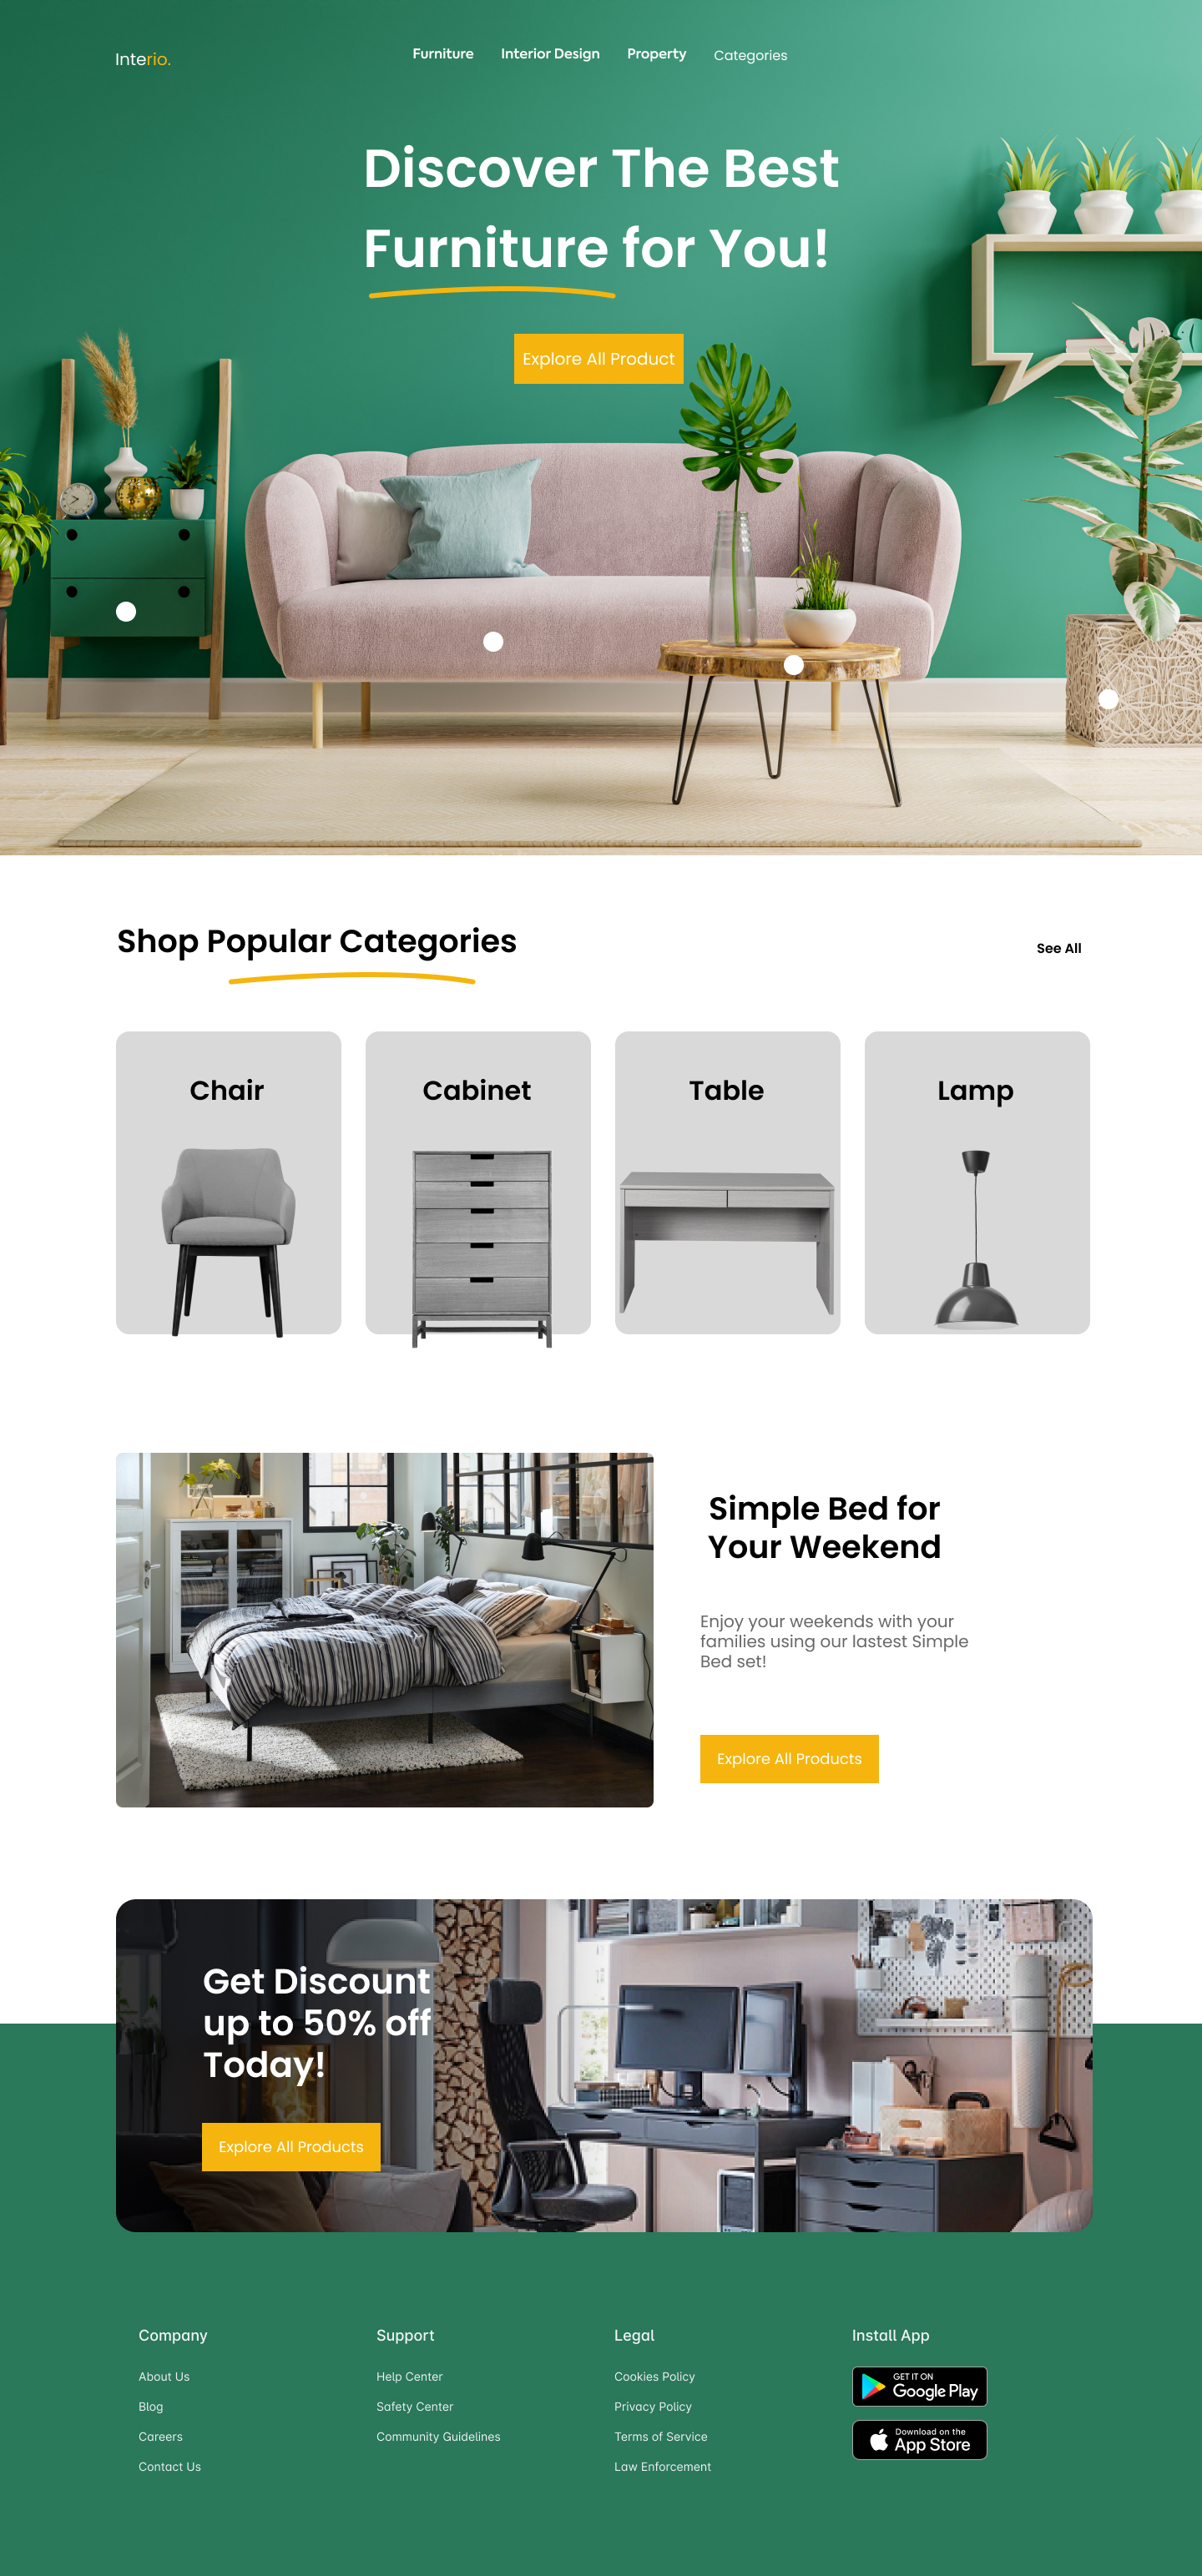 Interio.
Furniture
Interior Design
Property
Categories
Discover The Best
Furniture for You!
Explore All Product
Shop Popular Categories
See All
Chair
Cabinet
Table
Lamp
Simple Bed for
Your Weekend
Enjoy your weekends with your
families using our lastest Simple
Bed set!
Explore All Products
Get Discount
up to 50% off
Today!
Explore All Products
Company
About Us
Blog
Careers
Contact Us
Support
Help Center
Safety Center
Community Guidelines
Legal
Cookies Policy
Privacy Policy
Terms of Service
Law Enforcement
Install App
GET IT ON
Google Play
Download on the
App Store